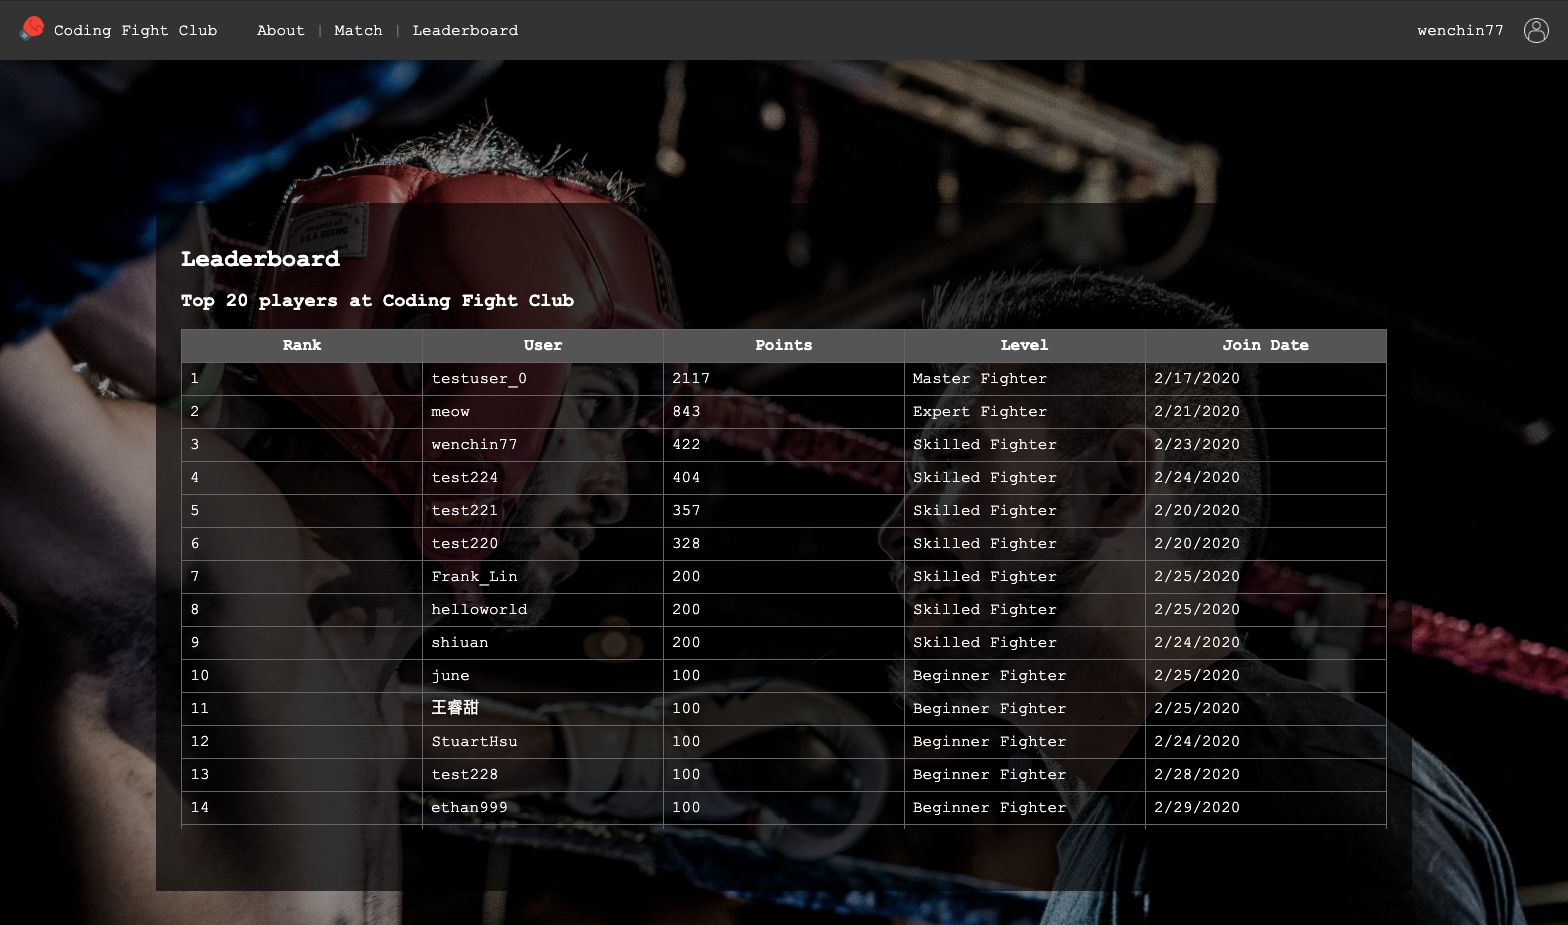 Coding Fight Club About | Match | Leaderboard wenchin77
HEADGEAR
U.S.A. BOXING
Leaderboard
Top 20 players at Coding Fight Club
Rank User Points Level Join Date
1 testuser_0 2117 Master Fighter 2/17/2020
2 meow 843 Expert Fighter 2/21/2020
3 wenchin77 422 Skilled Fighter 2/23/2020
4 test224 404 Skilled Fighter 2/24/2020
5 test221 357 Skilled Fighter 2/20/2020
6 test220 328 Skilled Fighter 2/20/2020
7 Frank_Lin 200 Skilled Fighter 2/25/2020
8 helloworld 200 Skilled Fighter 2/25/2020
9 shiuan 200 Skilled Fighter 2/24/2020
10 june 100 Beginner Fighter 2/25/2020
11 王睿甜 100 Beginner Fighter 2/25/2020
12 StuartHsu 100 Beginner Fighter 2/24/2020
13 test228 100 Beginner Fighter 2/28/2020
14 ethan999 100 Beginner Fighter 2/29/2020